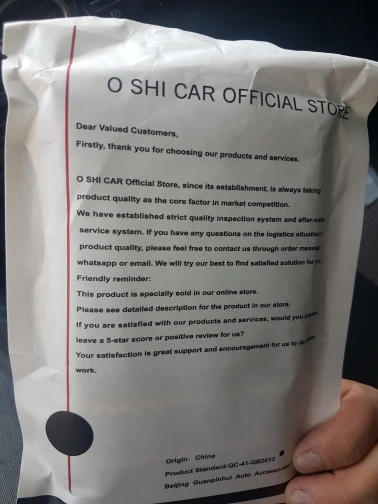 O SHI CAR OFFICIAL STORE
Dear Valued Customers,
Firstly, thank you for choosing our products and services.
O SHI CAR Official Store, since its establishment, is always taking
product quality as the core factor in market competition.
We have established strict quality inspection system and after-sale
service system. If you have any questions on the logistics situation
product quality, please feel free to contact us through order message
whatsapp or email. We will try our best to find satisfied solution for you
Friendly reminder:
This product is specially sold in our online store.
Please see detailed description for the product in our store.
If you are satisfied with our products and services, would you please
leave a 5-star score or positive review for us?
Your satisfaction is great support and encouragement for us to do
work.
Origin: China
Product Standard:QC-41-QB2013
Beijing Guanpinhui Auto Accessories